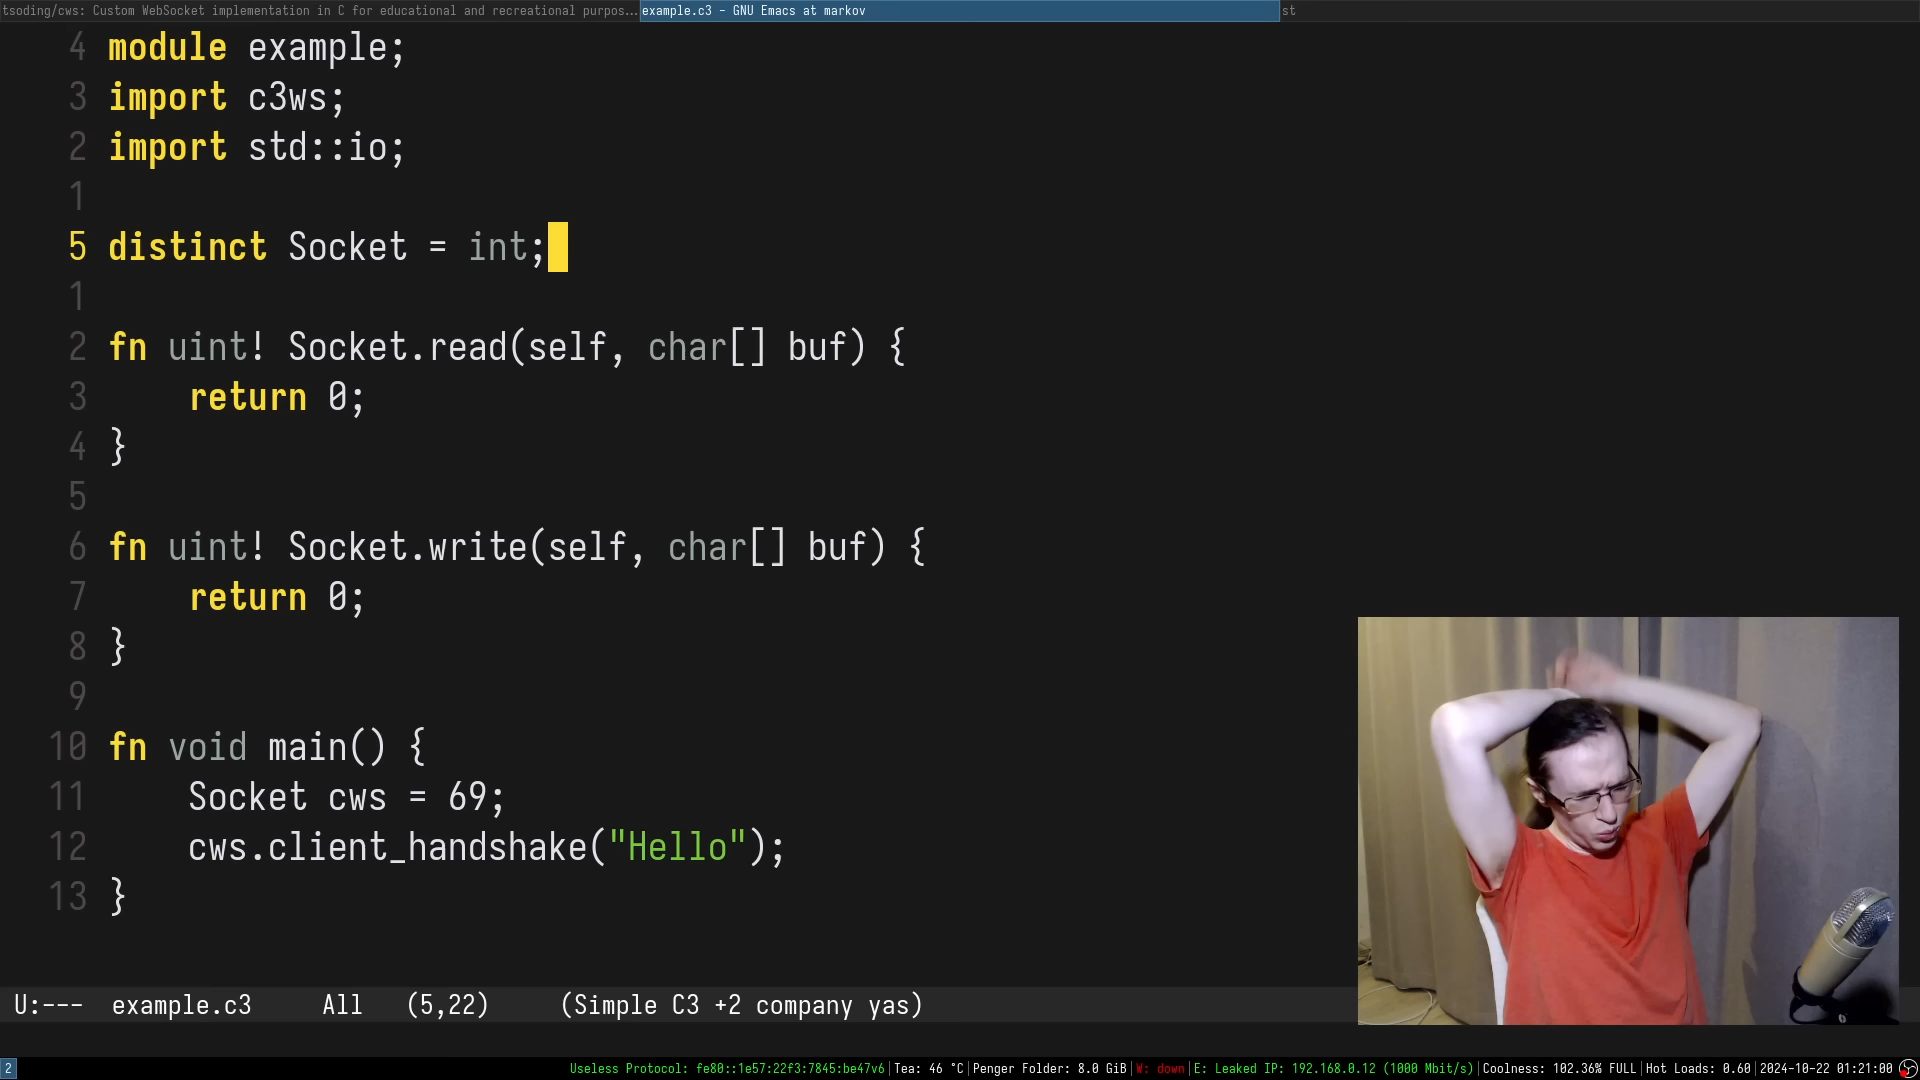 tsoding/cws: Custom WebSocket implementation in C for educational and recreational purpos... example.c3 - GNU Emacs at markov st
4 module example;
3 import c3ws;
2 import std::io;
1
5 distinct Socket = int;
1
2 fn uint! Socket.read(self, char[] buf) {
3     return 0;
4 }
5
6 fn uint! Socket.write(self, char[] buf) {
7     return 0;
8 }
9
10 fn void main() {
11     Socket cws = 69;
12     cws.client_handshake("Hello");
13 }
U:--- example.c3 All (5,22) (Simple C3 +2 company yas)
2 Useless Protocol: fe80::1e57:22f3:7845:be47v6|Tea: 46 °C|Penger Folder: 8.0 GiB|W: down|E: Leaked IP: 192.168.0.12 (1000 Mbit/s)|Coolness: 102.36% FULL|Hot Loads: 0.60|2024-10-22 01:21:00